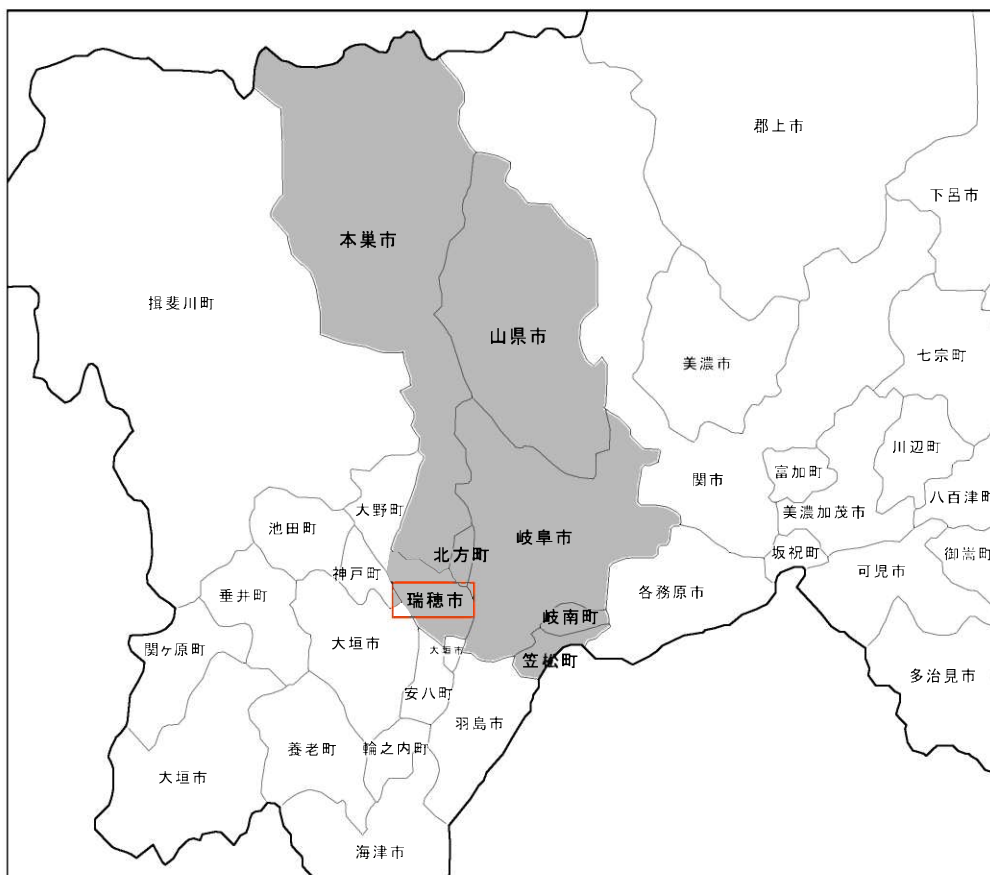 郡上市
下呂市
本巣市
揖斐川町
山県市
七宗町
美濃市
川辺町
富加町
関市
八百津町
大野町
美濃加茂市
池田町
岐阜市
北方町
坂祝町
御嵩町
神戸町
可児市
垂井町
瑞穂市
各務原市
岐南町
大垣市
関ヶ原町
大垣市
笠松町
多治見市
安八町
羽島市
養老町
輪之内町
大垣市
海津市